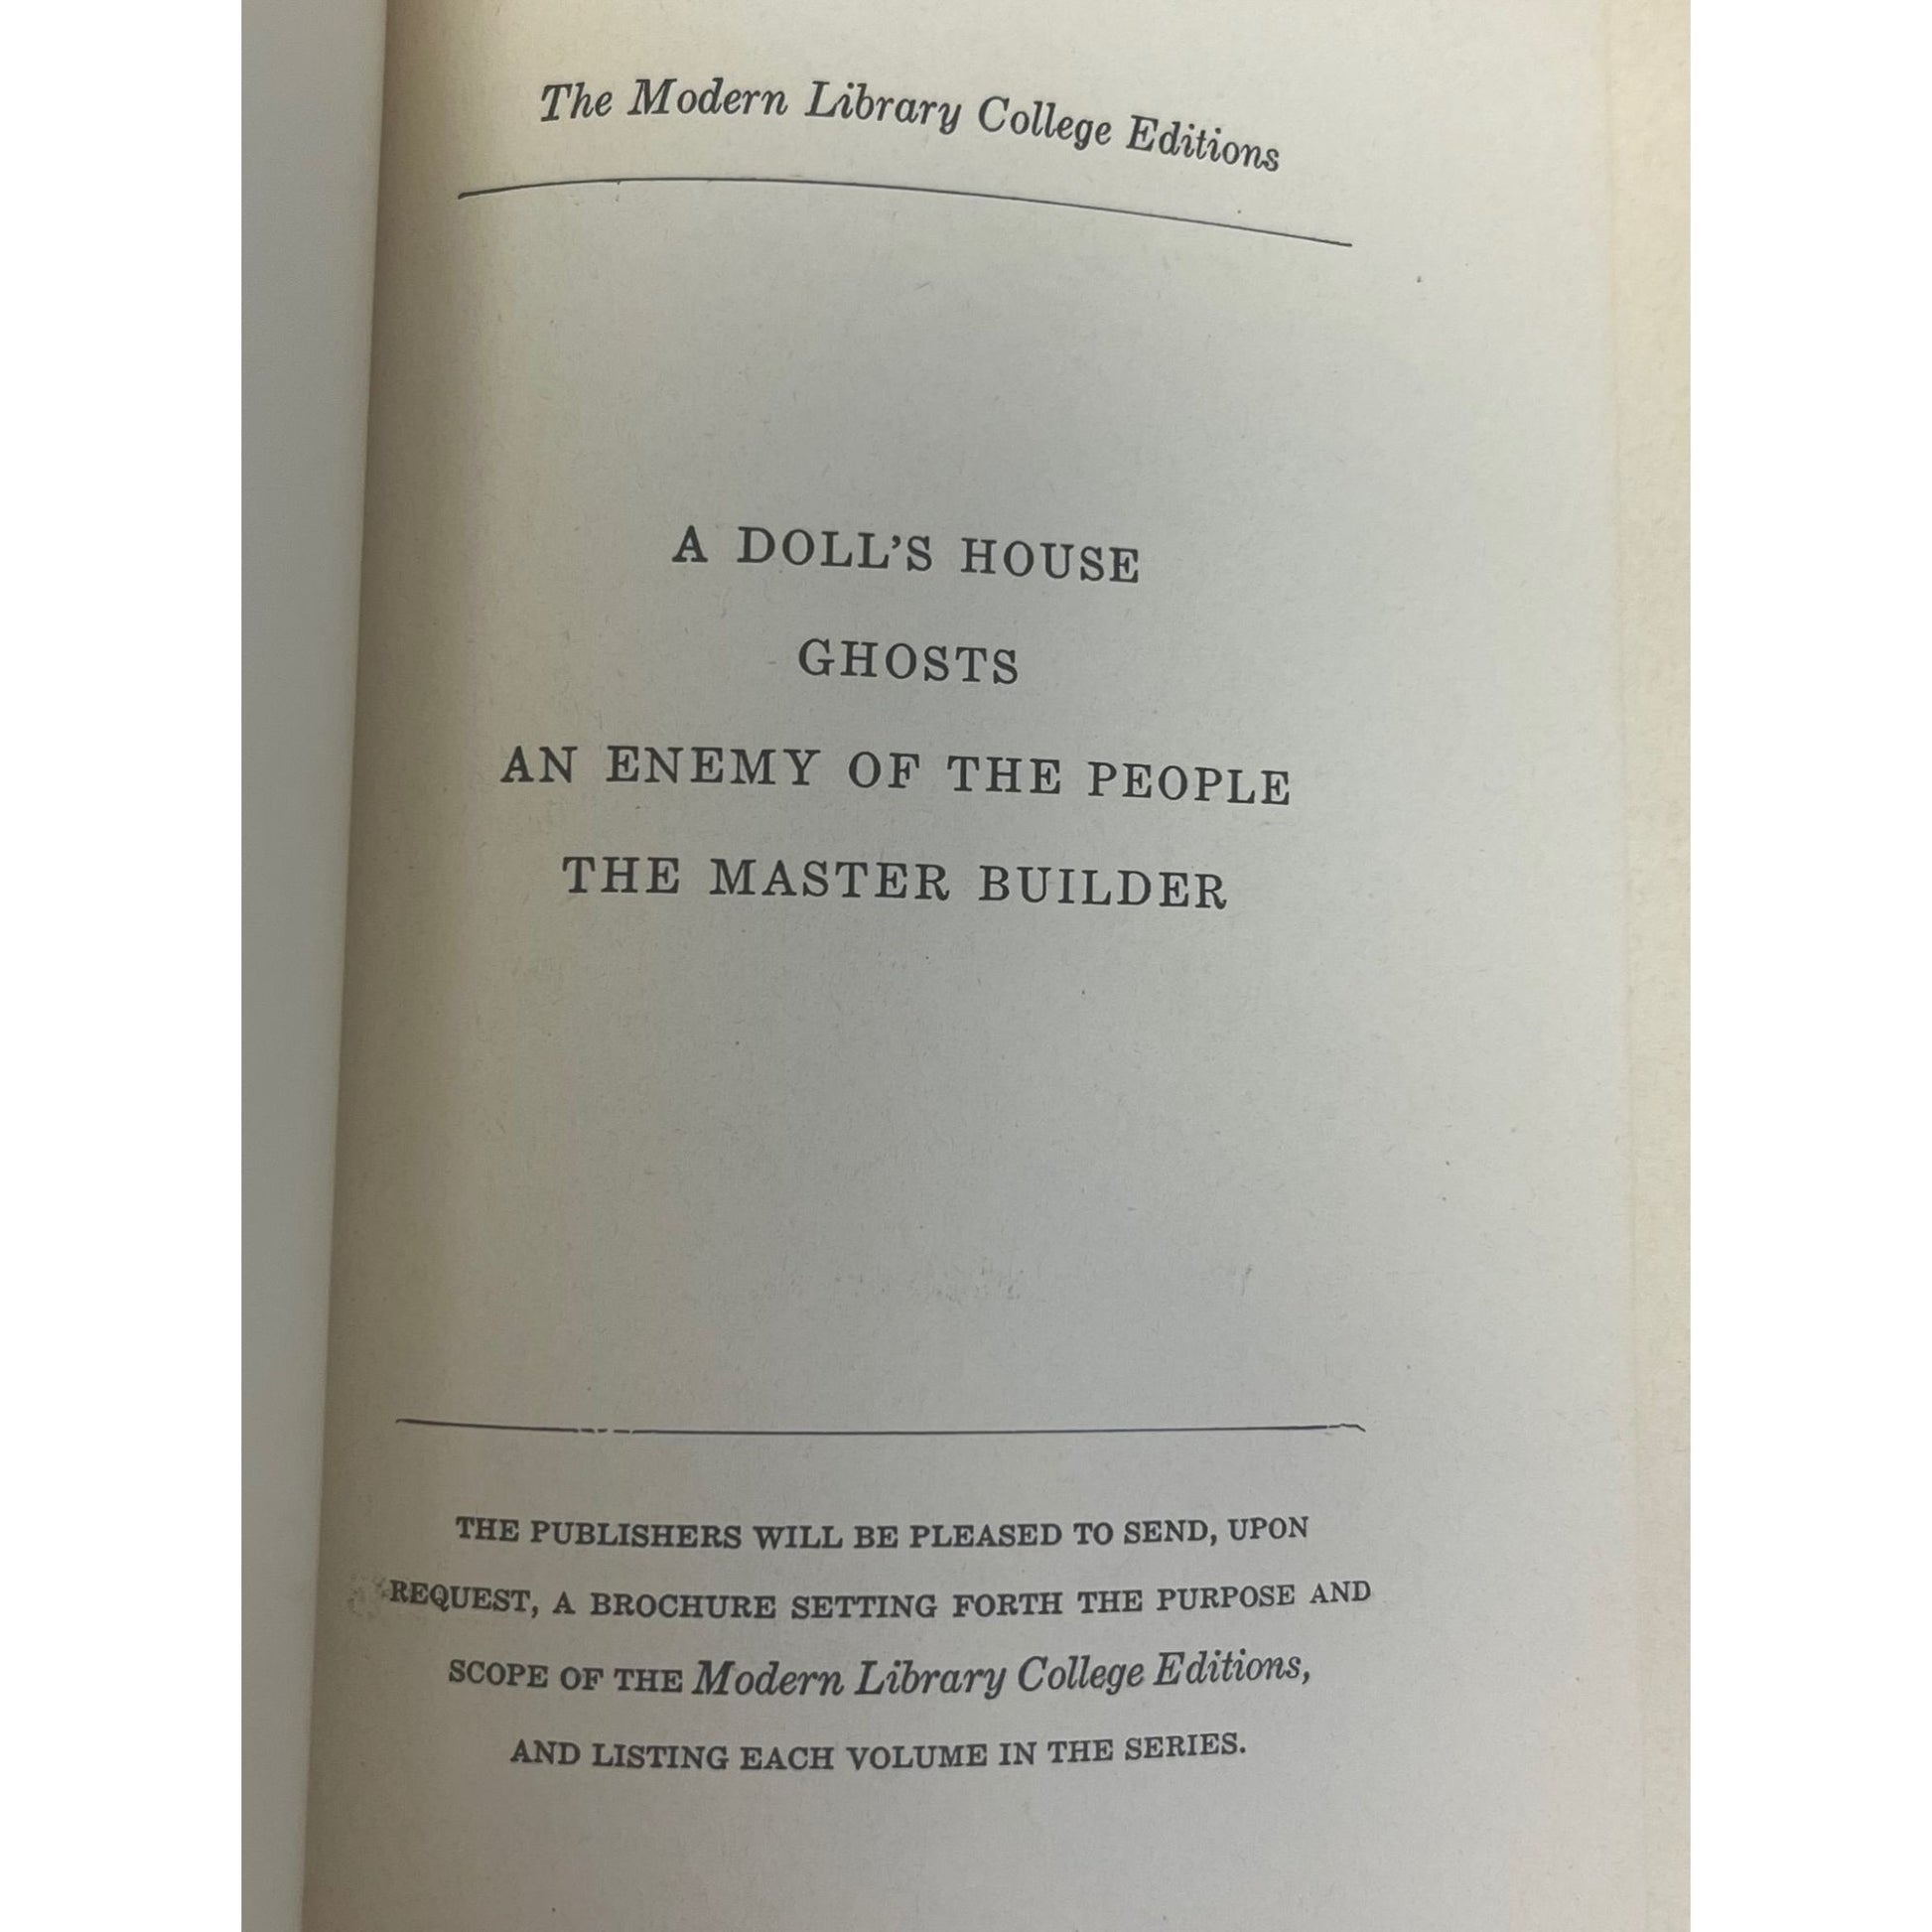 The Modern Library College Editions
A DOLL’S HOUSE
GHOSTS
AN ENEMY OF THE PEOPLE
THE MASTER BUILDER
THE PUBLISHERS WILL BE PLEASED TO SEND, UPON
REQUEST, A BROCHURE SETTING FORTH THE PURPOSE AND
SCOPE OF THE Modern Library College Editions,
AND LISTING EACH VOLUME IN THE SERIES.